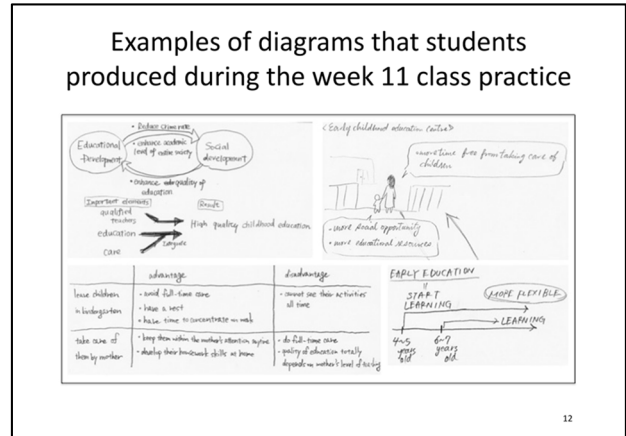 Examples of diagrams that students
produced during the week 11 class practice
• Reduce crime rate
Educational
Development
• enhance academic
level of entire society
Social
development
• enhance quality of
education
Important elements
Result
qualified
teachers
education
care
Integrate
High quality childhood education
<Early childhood education centre>
• more time free from taking care of
children
• more social opportunity
• more educational resources
advantage
disadvantage
leave children
in kindergarten
• avoid full-time care
• have a rest
• have time to concentrate on work
• cannot see their activities
all time
take care of
them by mother
• keep them within the mother's attention anytime
• develop their housework skills at home
• do full-time care
• quality of education totally
depends on mother's level of
EARLY EDUCATION
START
LEARNING
MORE FLEXIBLE
LEARNING
4~5
years
old
6~7
years
old
12